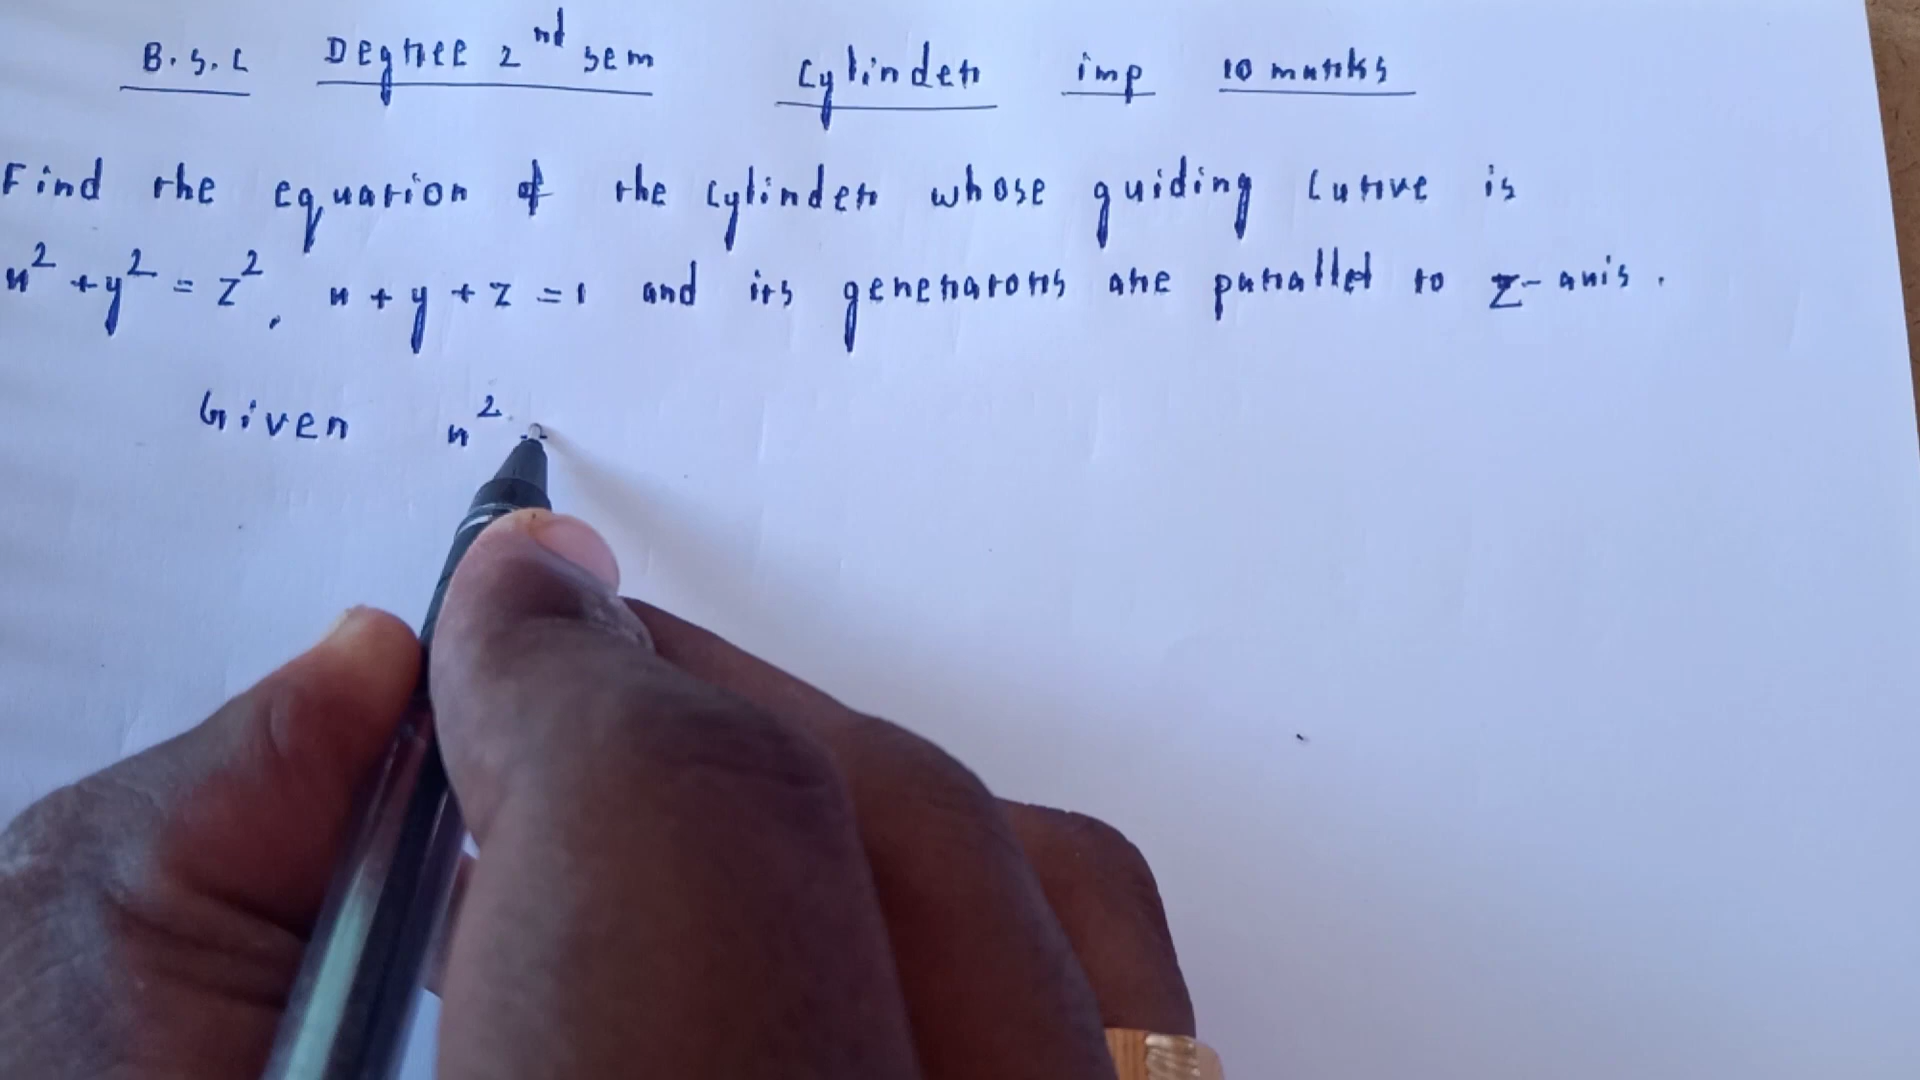 B.S.C Degree 2nd sem Cylinder imp 10 marks
Find the equation of the cylinder whose guiding curve is
x² + y² = z², x + y + z = 1 and its generators are parallel to z-axis.
Given x² +